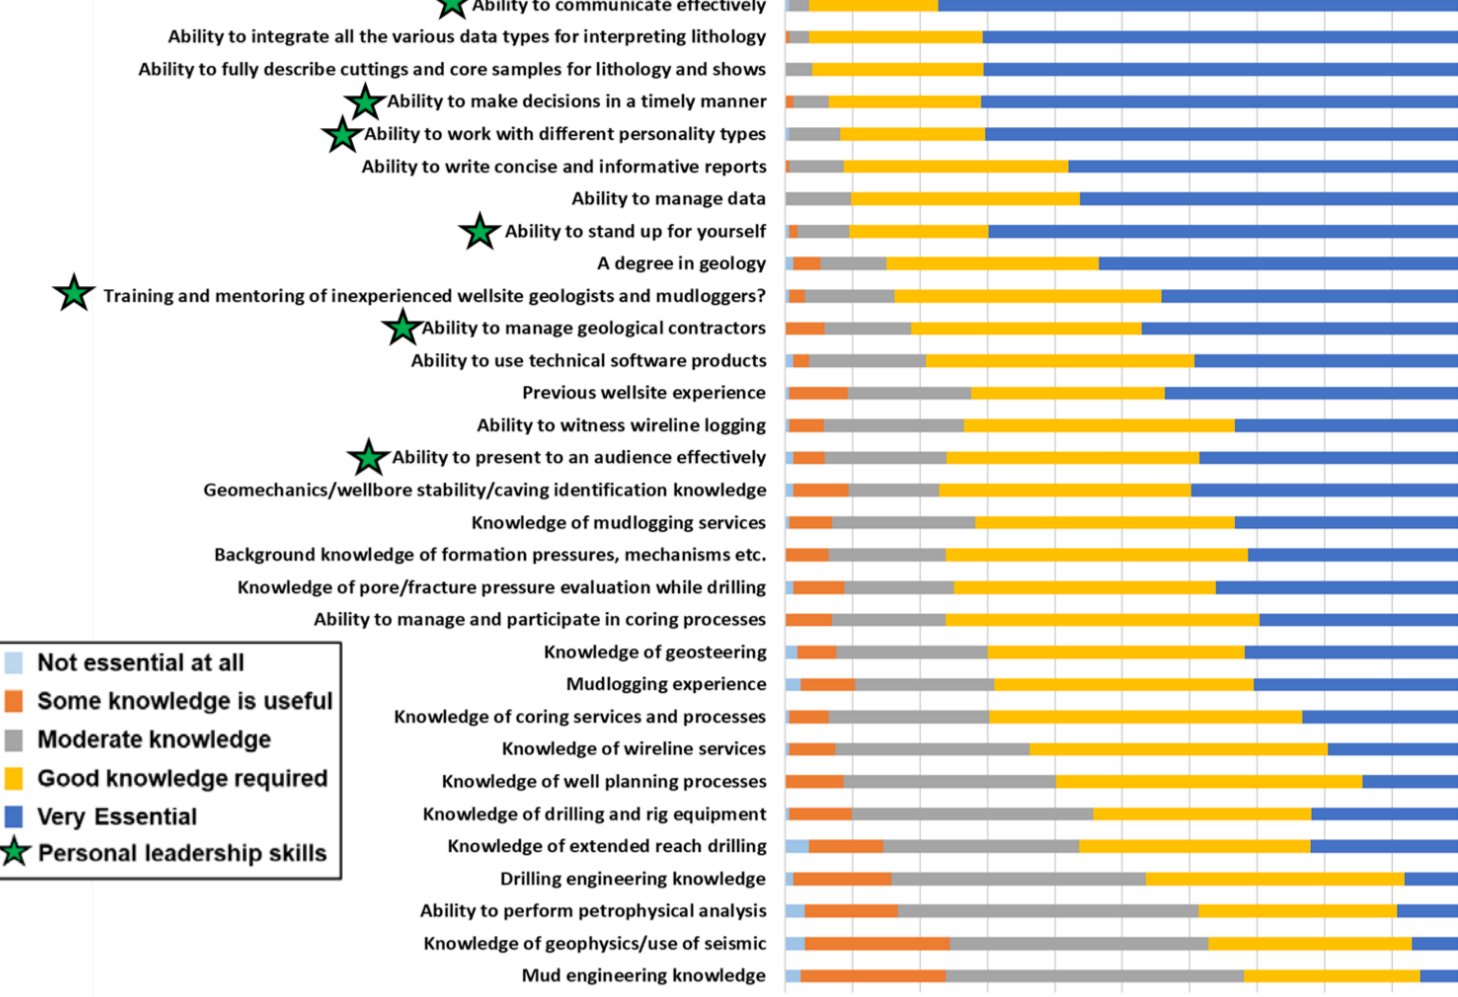 Ability to communicate effectively
Ability to integrate all the various data types for interpreting lithology
Ability to fully describe cuttings and core samples for lithology and shows
Ability to make decisions in a timely manner
Ability to work with different personality types
Ability to write concise and informative reports
Ability to manage data
Ability to stand up for yourself
A degree in geology
Training and mentoring of inexperienced wellsite geologists and mudloggers?
Ability to manage geological contractors
Ability to use technical software products
Previous wellsite experience
Ability to witness wireline logging
Ability to present to an audience effectively
Geomechanics/wellbore stability/caving identification knowledge
Knowledge of mudlogging services
Background knowledge of formation pressures, mechanisms etc.
Knowledge of pore/fracture pressure evaluation while drilling
Ability to manage and participate in coring processes
Knowledge of geosteering
Mudlogging experience
Knowledge of coring services and processes
Knowledge of wireline services
Knowledge of well planning processes
Knowledge of drilling and rig equipment
Knowledge of extended reach drilling
Drilling engineering knowledge
Ability to perform petrophysical analysis
Knowledge of geophysics/use of seismic
Mud engineering knowledge
Not essential at all
Some knowledge is useful
Moderate knowledge
Good knowledge required
Very Essential
Personal leadership skills